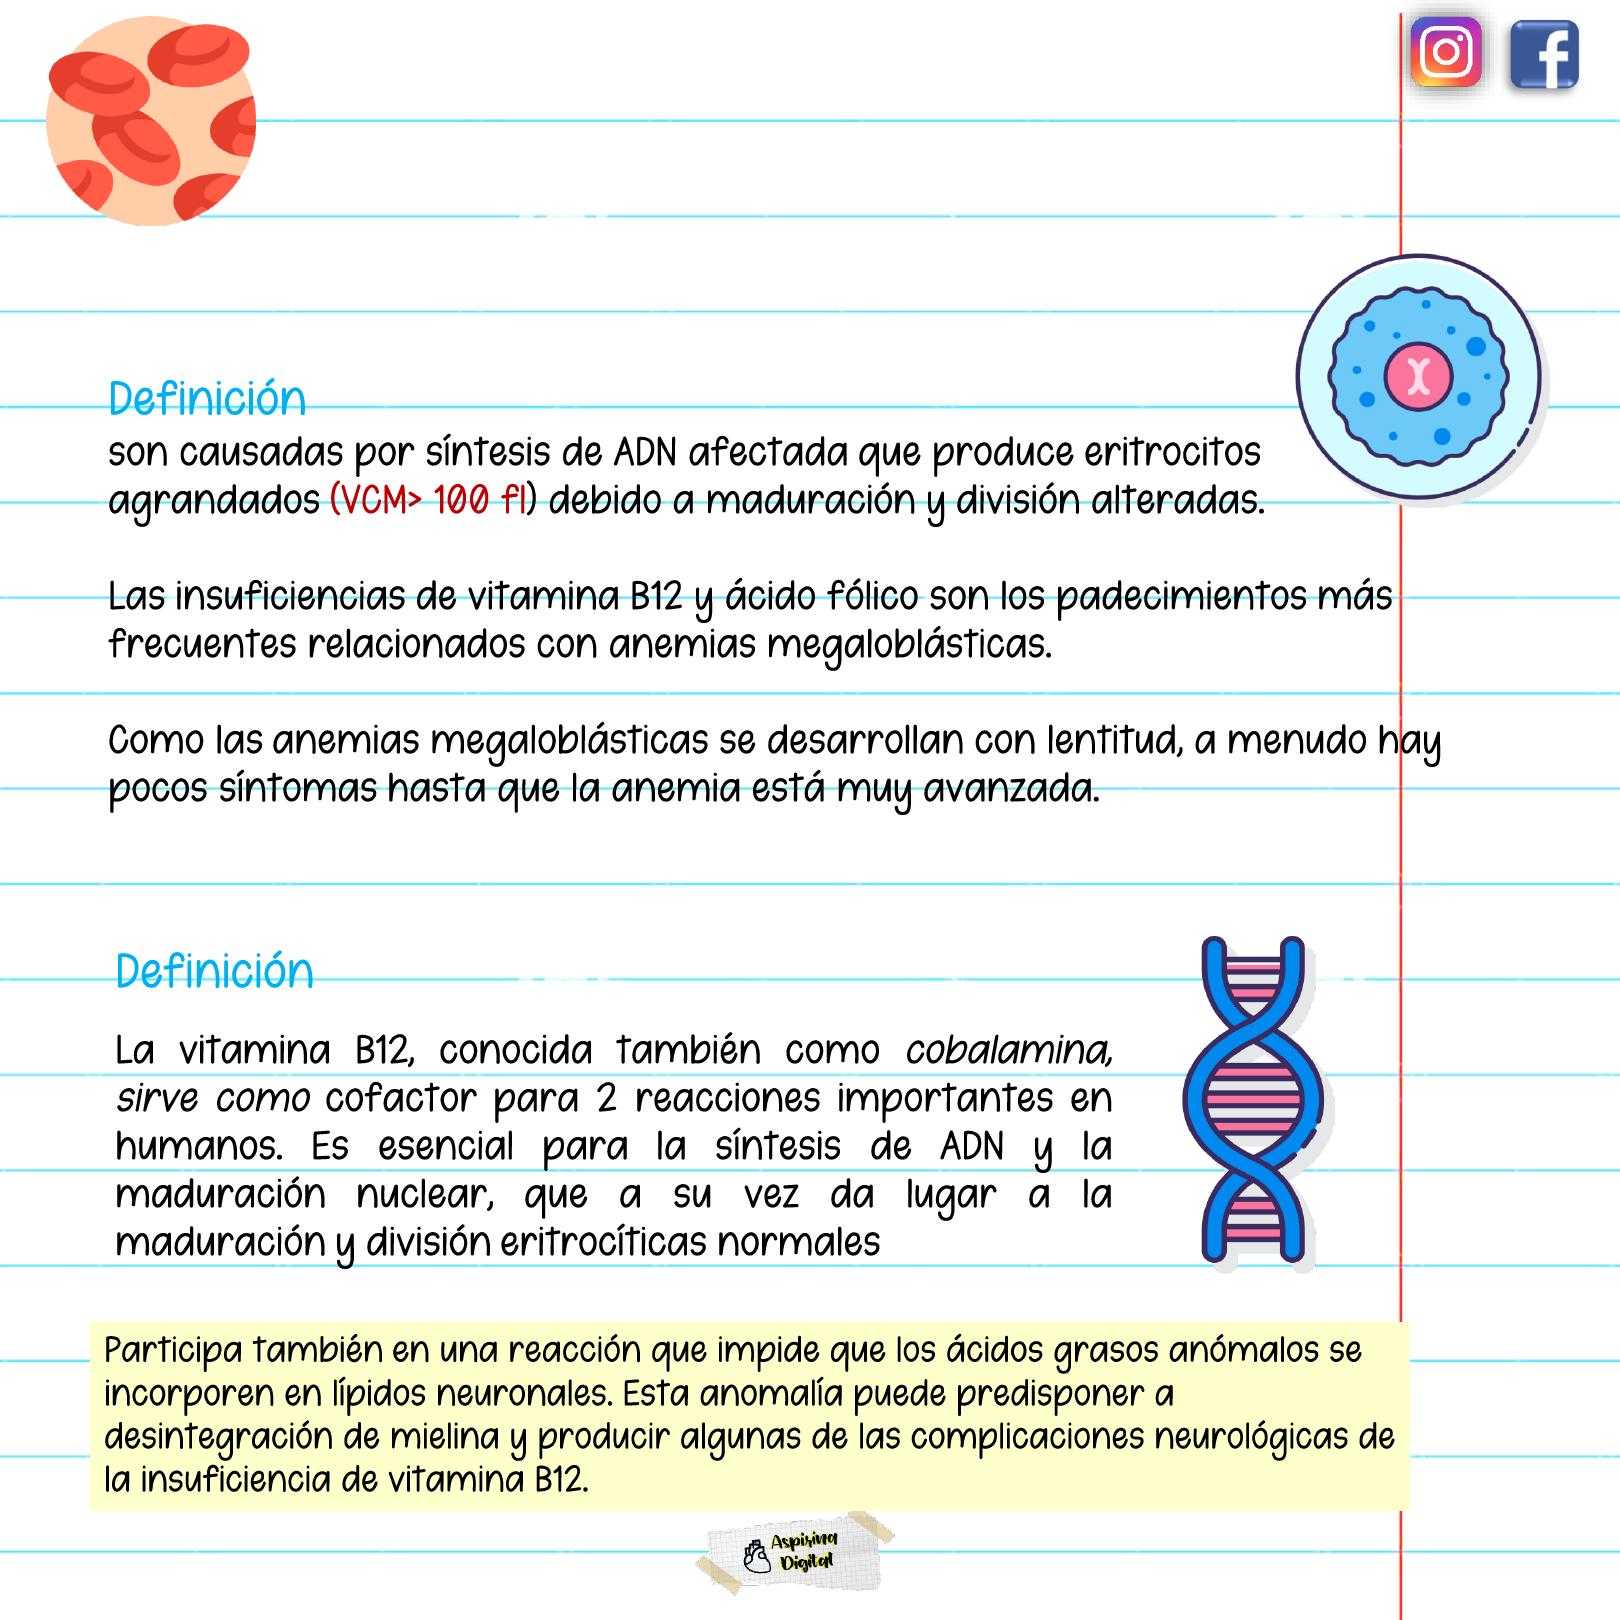 Definición
son causadas por síntesis de ADN afectada que produce eritrocitos
agrandados (VCM> 100 fl) debido a maduración y división alteradas.
Las insuficiencias de vitamina B12 y ácido fólico son los padecimientos más
frecuentes relacionados con anemias megaloblásticas.
Como las anemias megaloblásticas se desarrollan con lentitud, a menudo hay
pocos síntomas hasta que la anemia está muy avanzada.
Definición
La vitamina B12, conocida también como cobalamina,
sirve como cofactor para 2 reacciones importantes en
humanos. Es esencial para la síntesis de ADN y la
maduración nuclear, que a su vez da lugar a la
maduración y división eritrocíticas normales
Participa también en una reacción que impide que los ácidos grasos anómalos se
incorporen en lípidos neuronales. Esta anomalía puede predisponer a
desintegración de mielina y producir algunas de las complicaciones neurológicas de
la insuficiencia de vitamina B12.
Aspirina
Digital